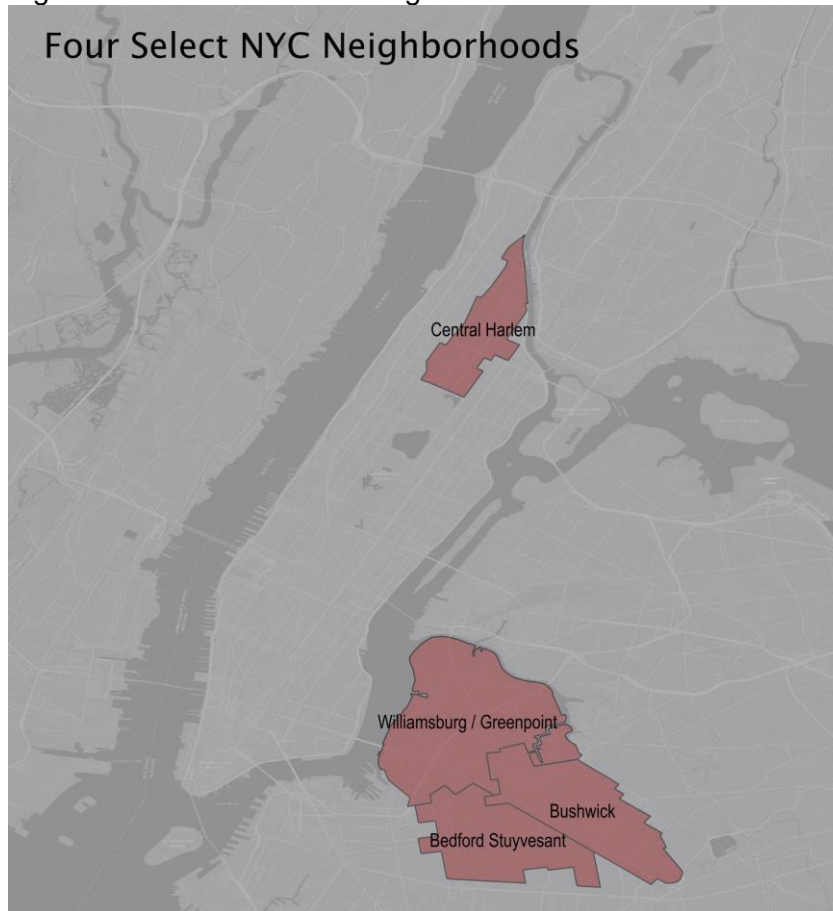 Four Select NYC Neighborhoods
Central Harlem
Williamsburg / Greenpoint
Bushwick
Bedford Stuyvesant